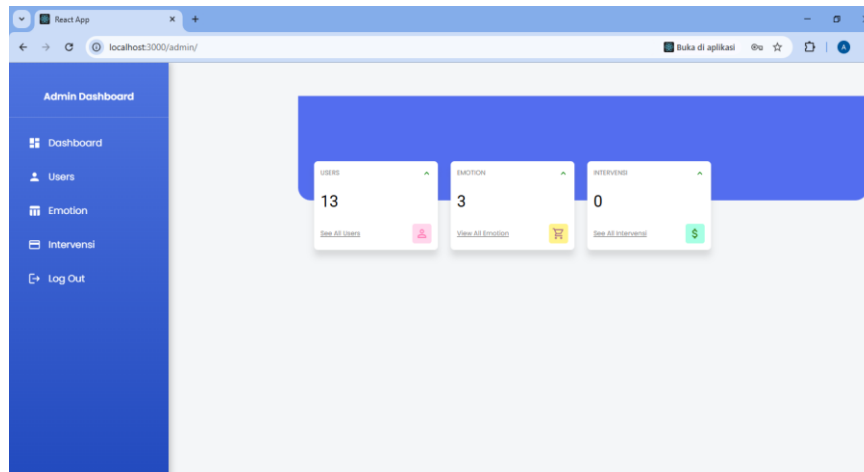 React App
localhost:3000/admin/
Buka di aplikasi
A
Admin Dashboard
Dashboard
Users
Emotion
Intervensi
Log Out
USERS
13
See All Users
EMOTION
3
View All Emotion
INTERVENSI
0
See All Intervensi
$